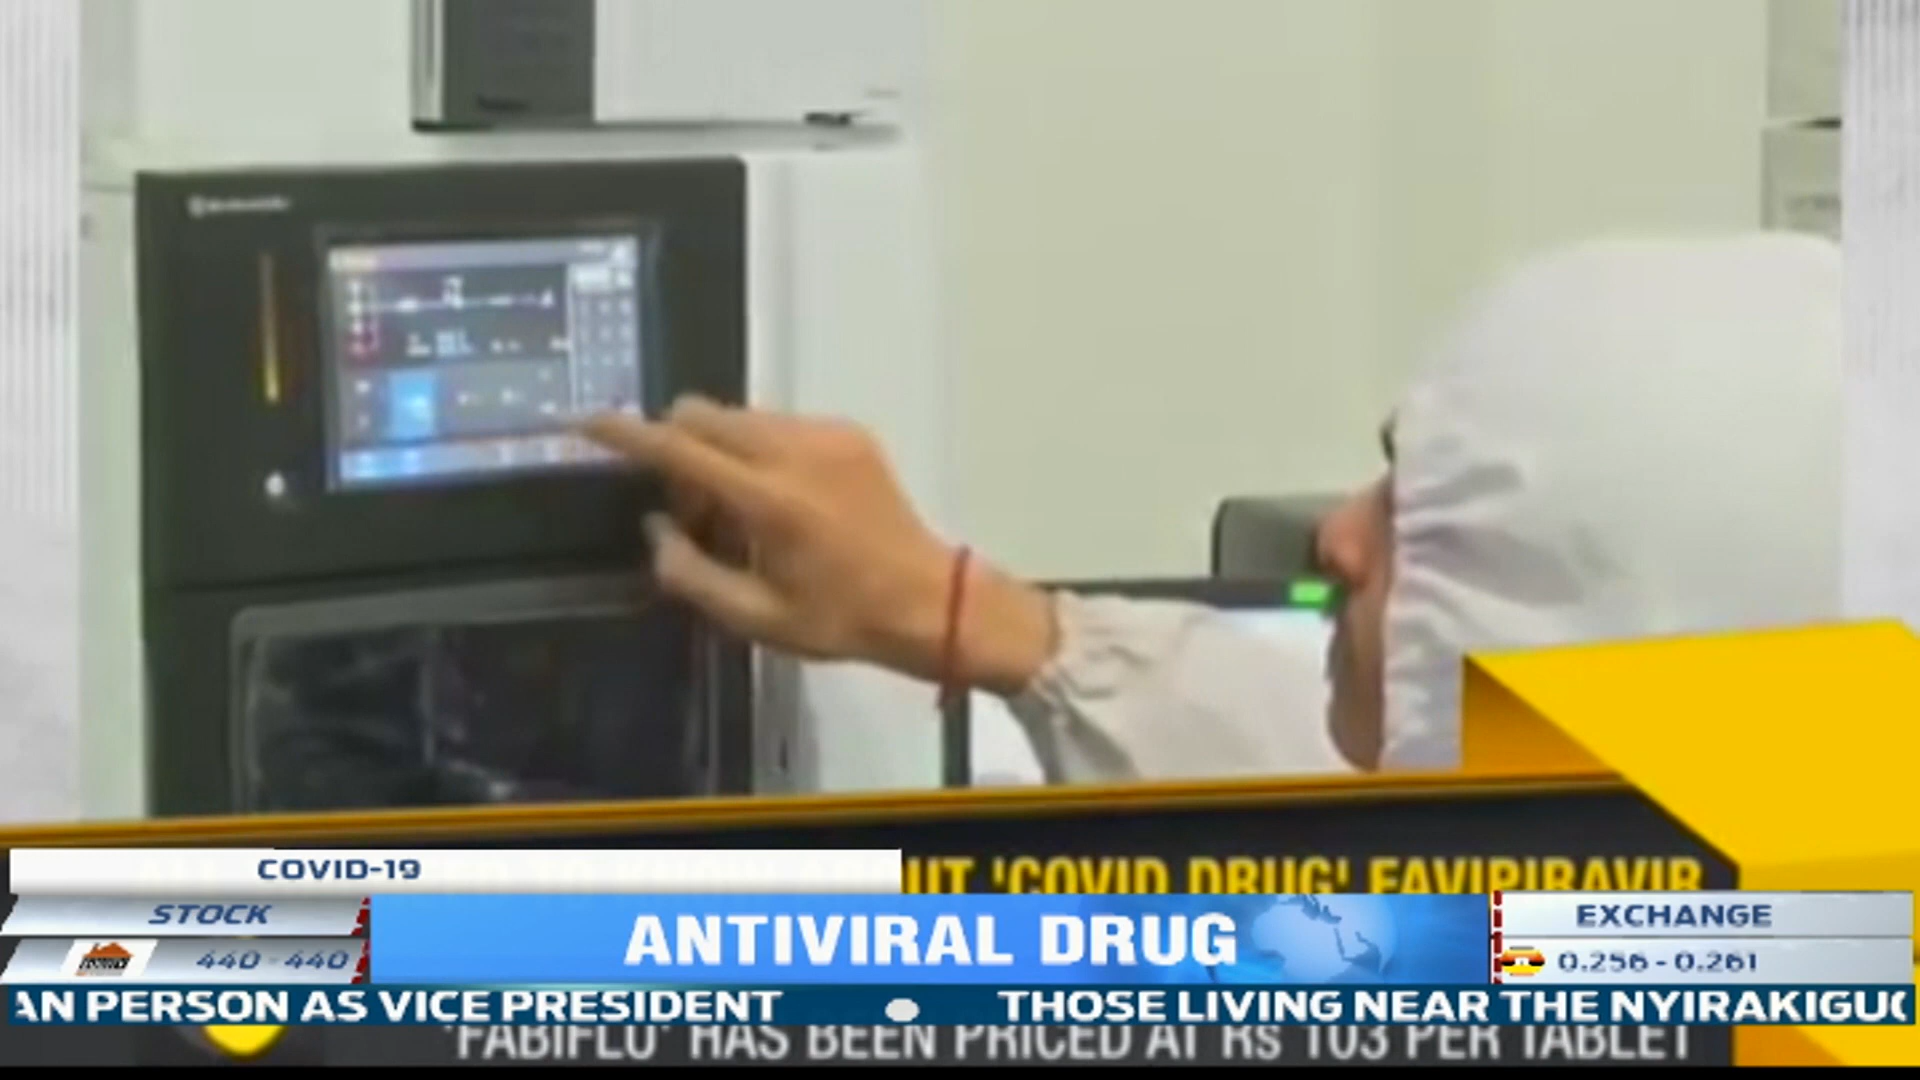 COVID-19
UT 'COVID DRUG' FAVIPIRAVIR
STOCK
440 - 440
ANTIVIRAL DRUG
EXCHANGE
0.256 - 0.261
AN PERSON AS VICE PRESIDENT
THOSE LIVING NEAR THE NYIRAKIGU
'FABIFLU' HAS BEEN PRICED AT Rs 103 PER TABLET